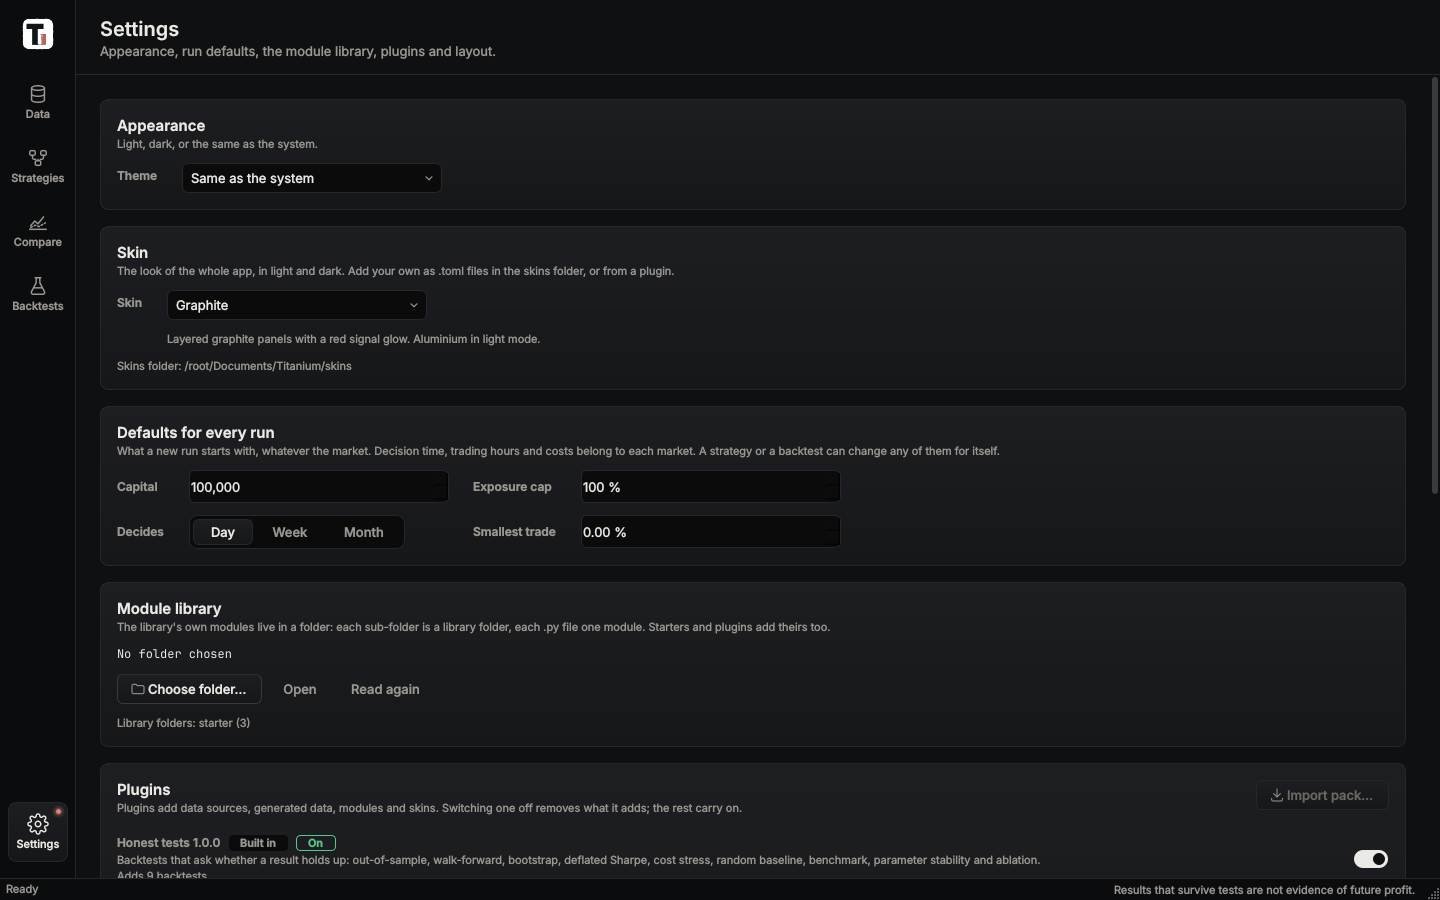 Ti
Settings
Appearance, run defaults, the module library, plugins and layout.
Data
Strategies
Compare
Backtests
Settings
Appearance
Light, dark, or the same as the system.
Theme
Same as the system
Skin
The look of the whole app, in light and dark. Add your own as .toml files in the skins folder, or from a plugin.
Skin
Graphite
Layered graphite panels with a red signal glow. Aluminium in light mode.
Skins folder: /root/Documents/Titanium/skins
Defaults for every run
What a new run starts with, whatever the market. Decision time, trading hours and costs belong to each market. A strategy or a backtest can change any of them for itself.
Capital 100,000 Exposure cap 100 %
Decides Day Week Month Smallest trade 0.00 %
Module library
The library's own modules live in a folder: each sub-folder is a library folder, each .py file one module. Starters and plugins add theirs too.
No folder chosen
Choose folder... Open Read again
Library folders: starter (3)
Plugins
Plugins add data sources, generated data, modules and skins. Switching one off removes what it adds; the rest carry on.
Import pack...
Honest tests 1.0.0 Built in On
Backtests that ask whether a result holds up: out-of-sample, walk-forward, bootstrap, deflated Sharpe, cost stress, random baseline, benchmark, parameter stability and ablation.
Adds 9 backtests
Ready
Results that survive tests are not evidence of future profit.